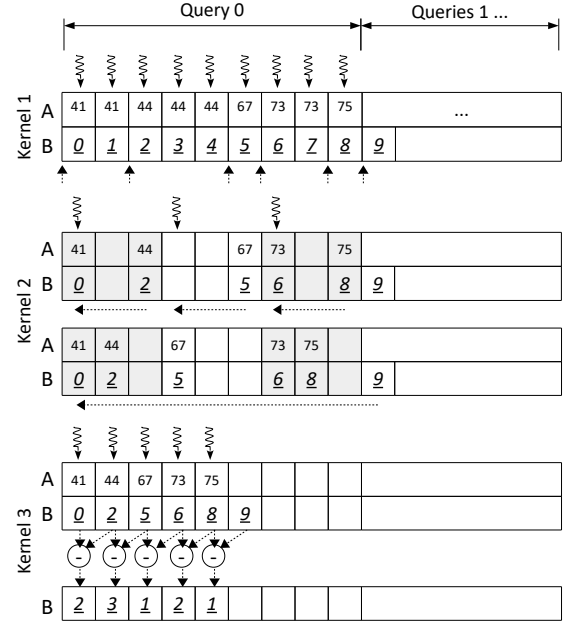 Query 0 Queries 1 ...
Kernel 1
A 41 41 44 44 44 67 73 73 75 ...
B 0 1 2 3 4 5 6 7 8 9
Kernel 2
A 41 44 67 73 75
B 0 2 5 6 8 9
A 41 44 67 73 75
B 0 2 5 6 8 9
Kernel 3
A 41 44 67 73 75
B 0 2 5 6 8 9
- - - - -
B 2 3 1 2 1